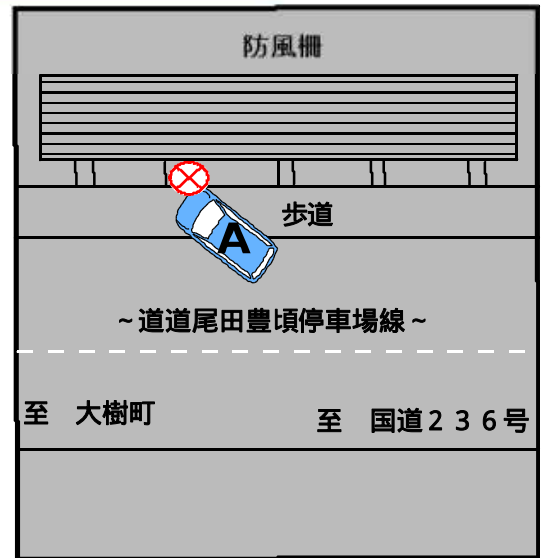 防風柵
歩道
A
~道道尾田豊頃停車場線~
至　大樹町
至　国道２３６号